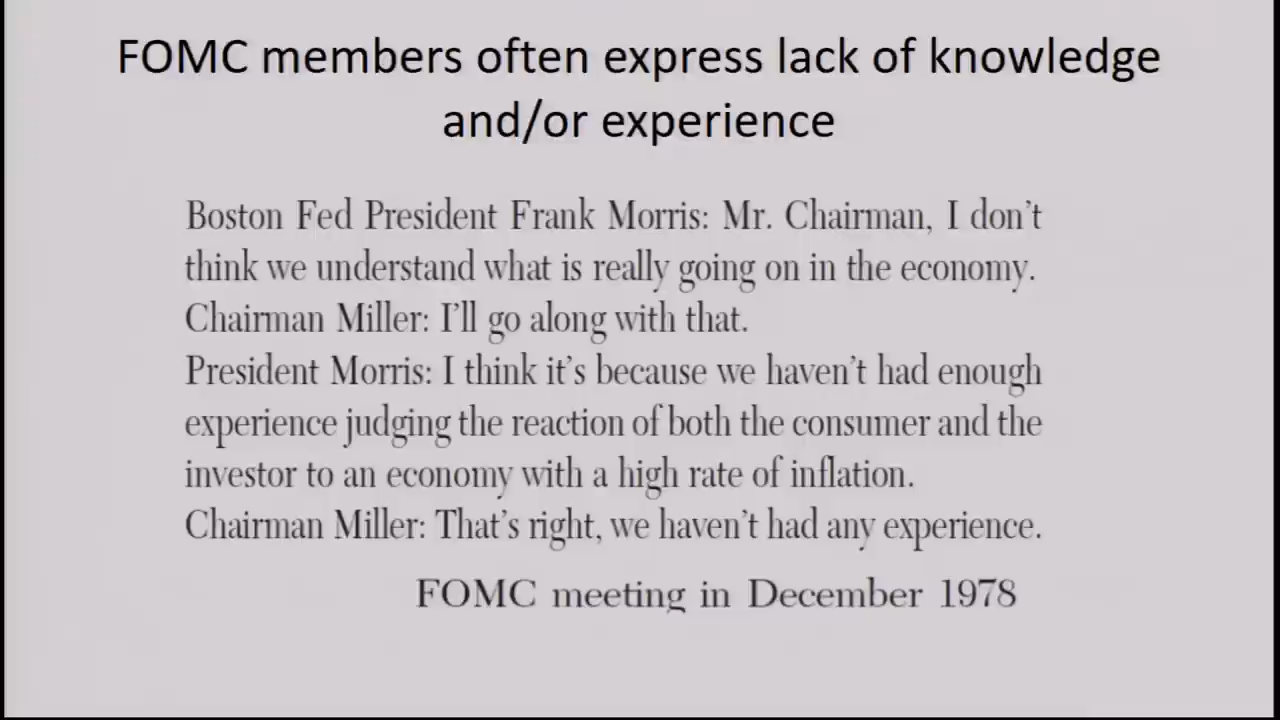 FOMC members often express lack of knowledge
and/or experience
Boston Fed President Frank Morris: Mr. Chairman, I don’t
think we understand what is really going on in the economy.
Chairman Miller: I’ll go along with that.
President Morris: I think it’s because we haven’t had enough
experience judging the reaction of both the consumer and the
investor to an economy with a high rate of inflation.
Chairman Miller: That’s right, we haven’t had any experience.
FOMC meeting in December 1978